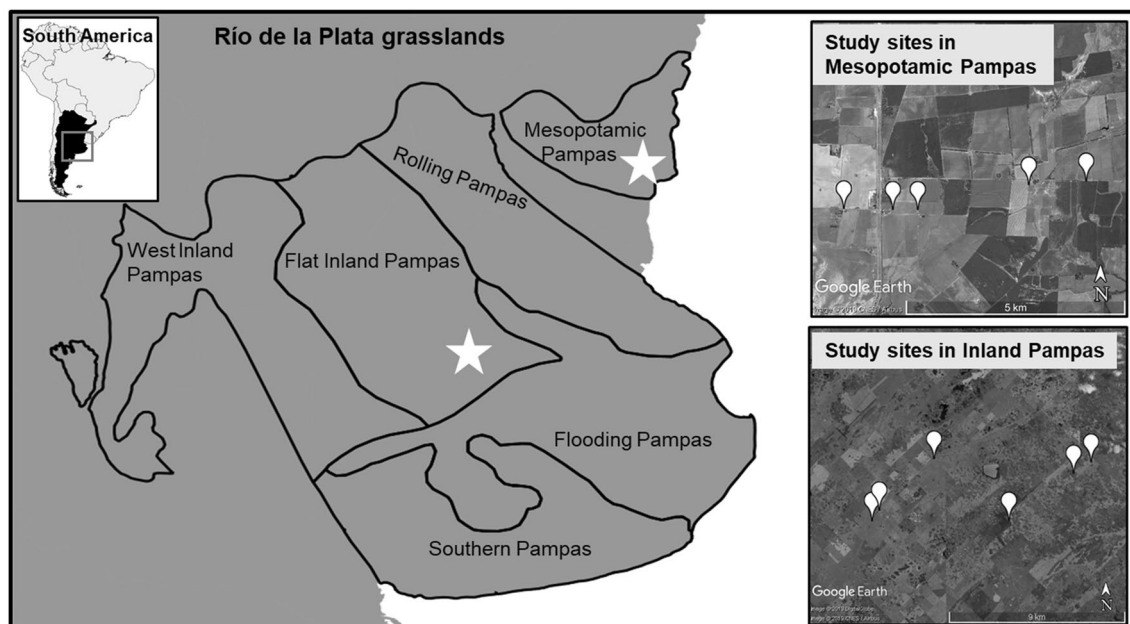 South America
Río de la Plata grasslands
Mesopotamic
Pampas
Rolling Pampas
West Inland
Pampas
Flat Inland Pampas
Flooding Pampas
Southern Pampas
Study sites in
Mesopotamic Pampas
Google Earth
5 km
N
Study sites in Inland Pampas
Google Earth
9 km
N